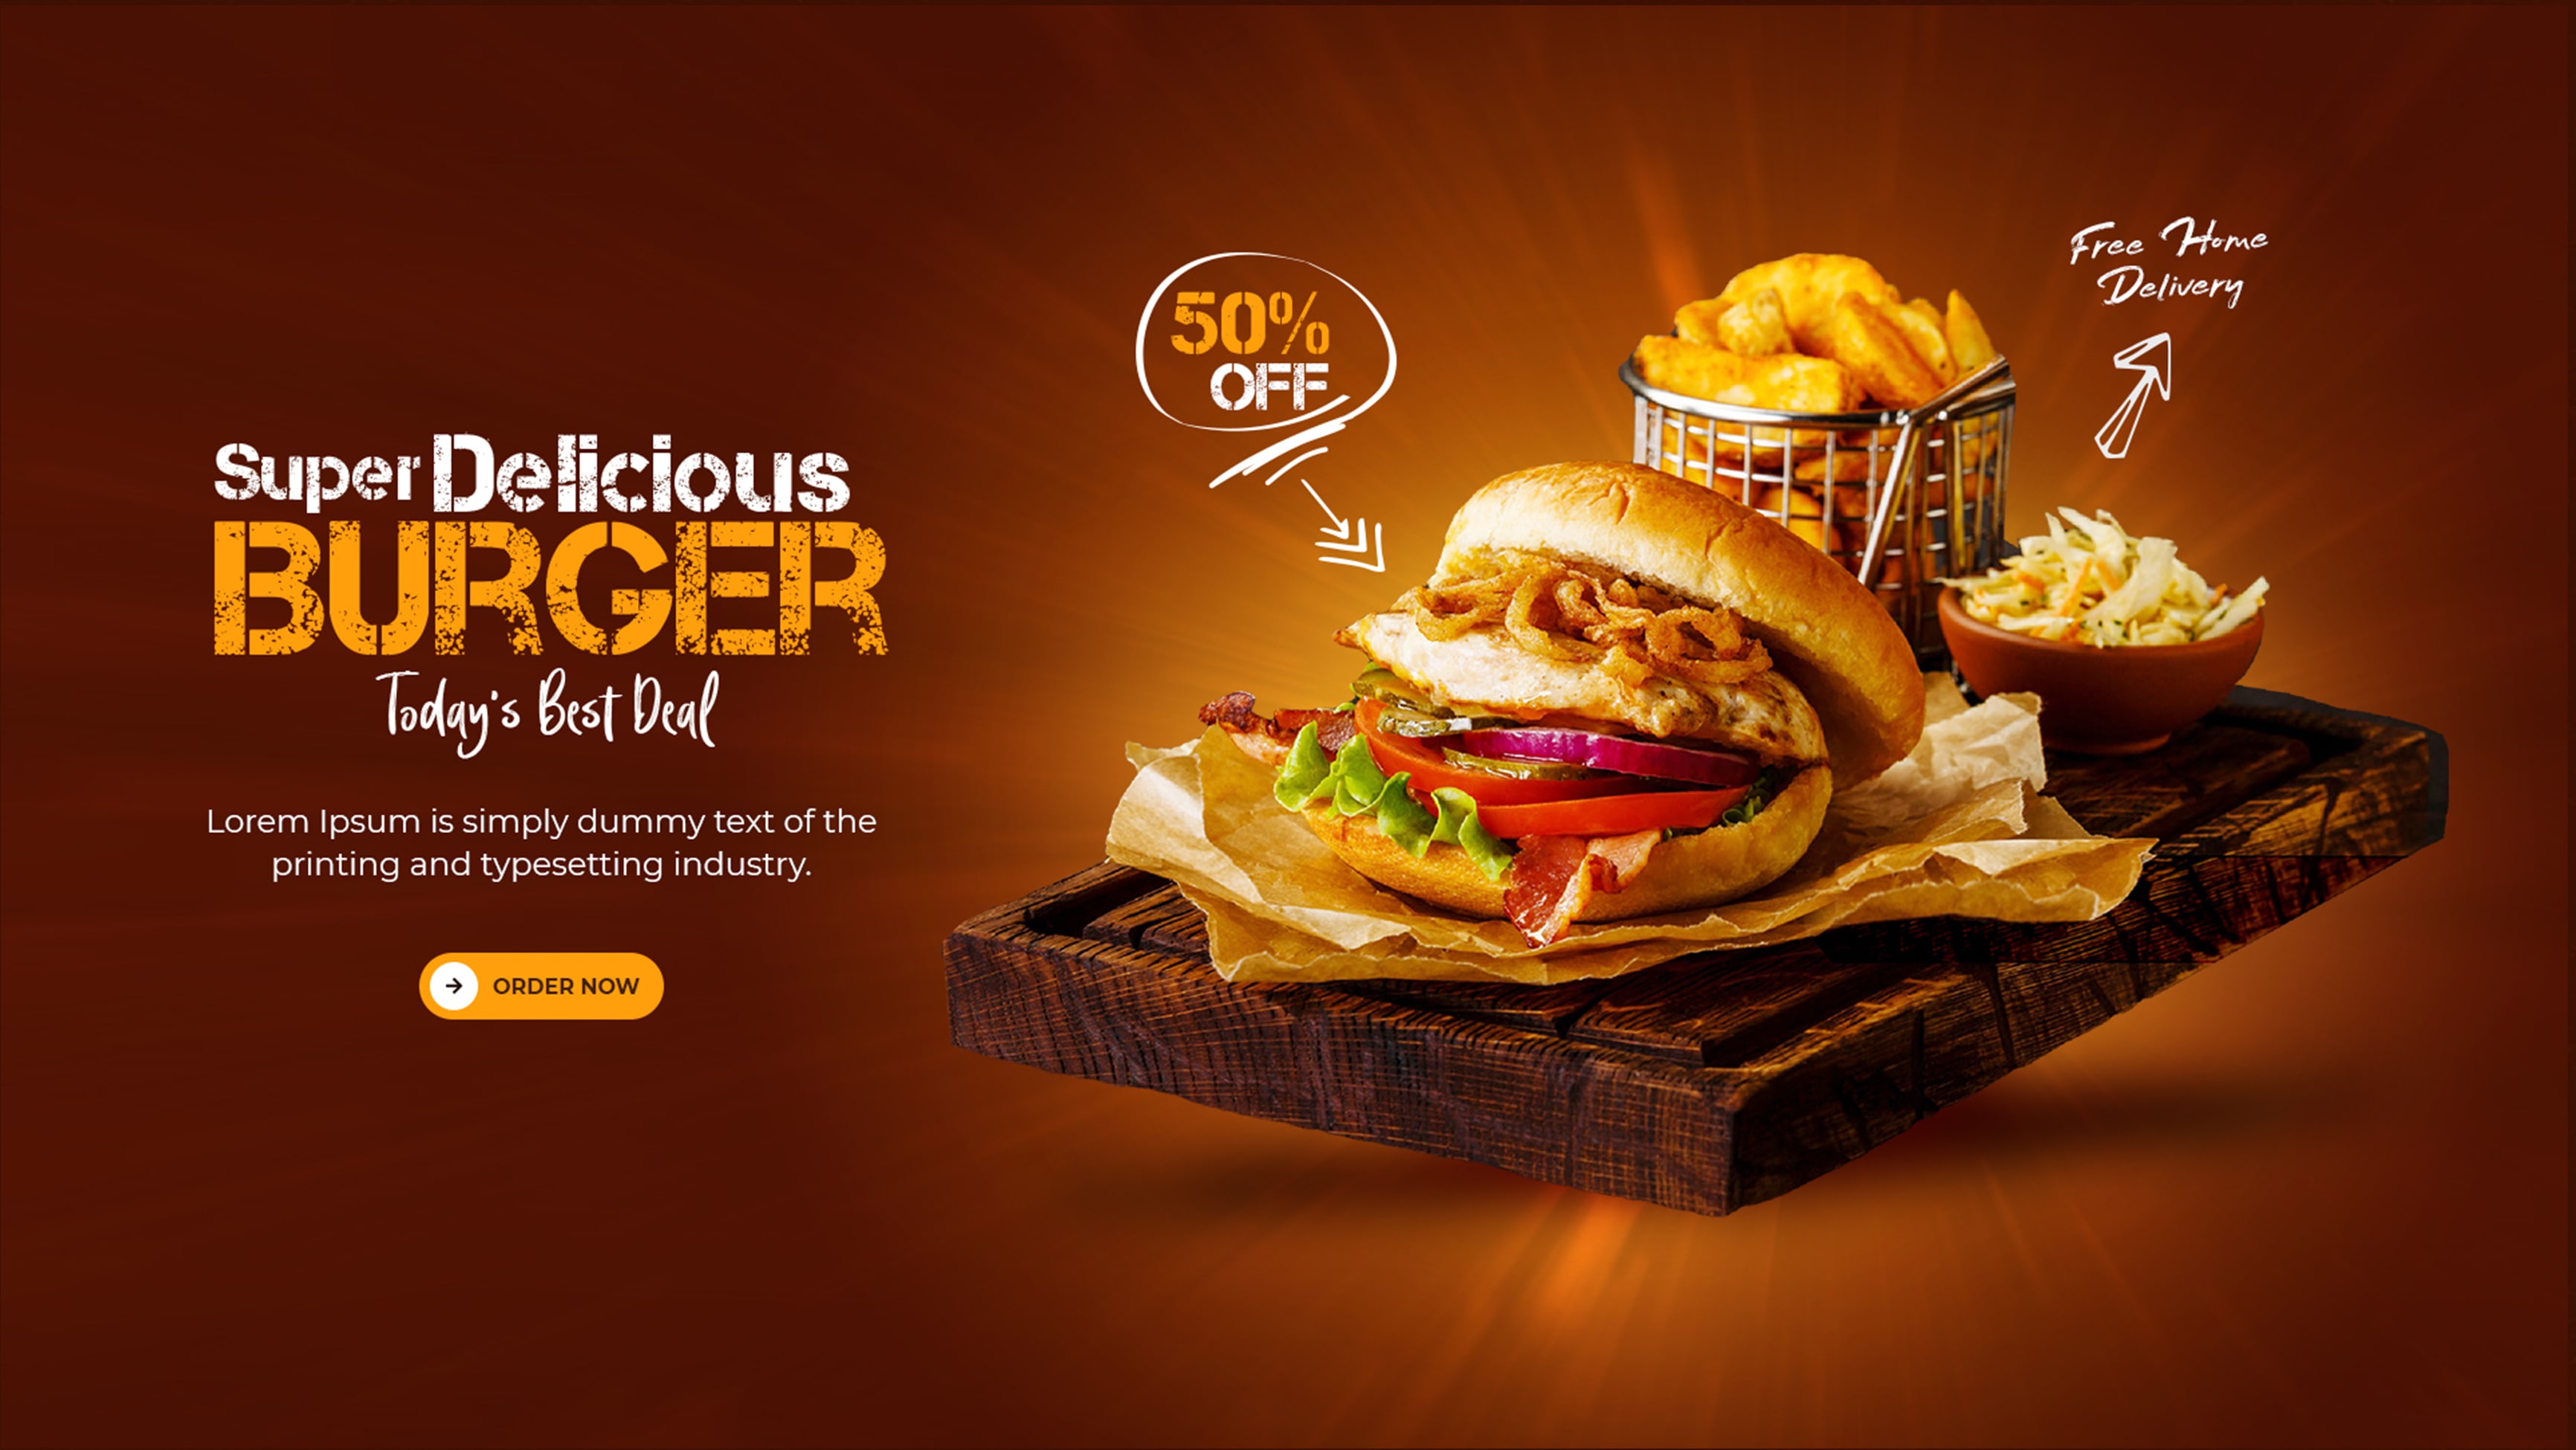 Super Delicious
BURGER
Today's Best Deal
Lorem Ipsum is simply dummy text of the
printing and typesetting industry.
ORDER NOW
50%
OFF
Free Home
Delivery